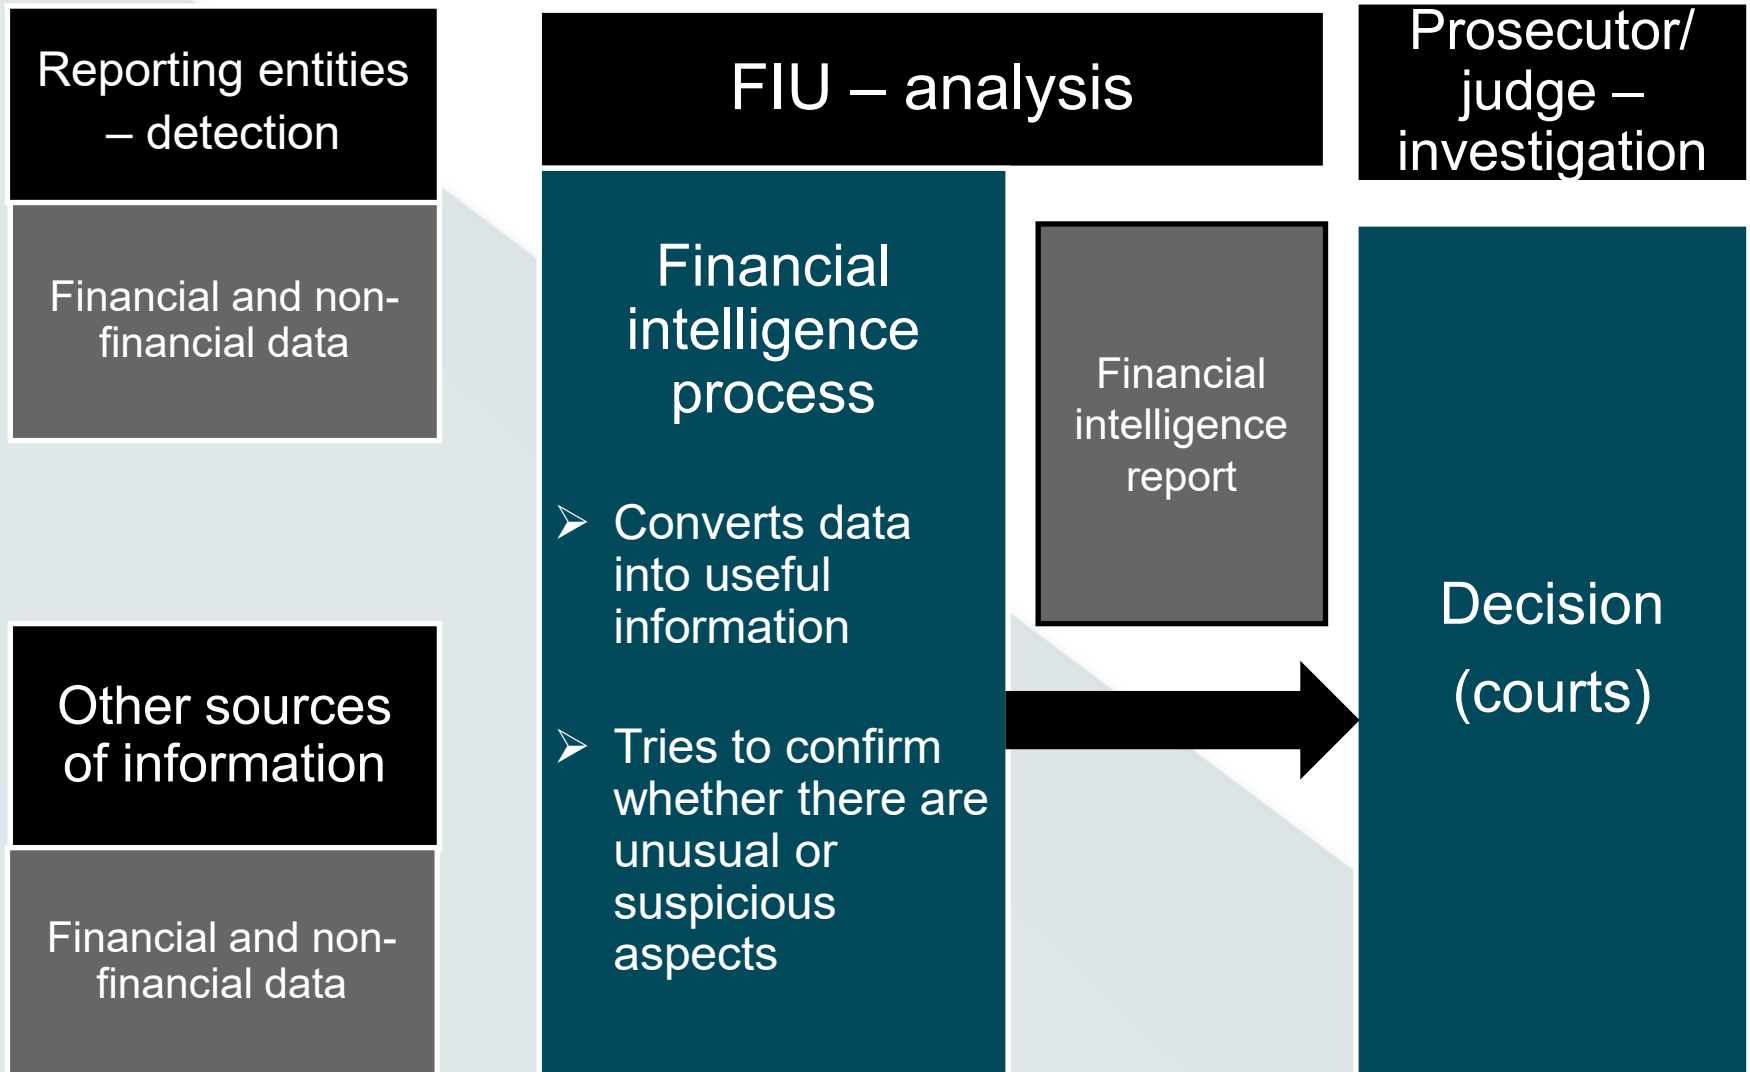 Reporting entities
– detection
Financial and non-
financial data
Other sources
of information
Financial and non-
financial data
FIU – analysis
Financial
intelligence
process
➢ Converts data
into useful
information
➢ Tries to confirm
whether there are
unusual or
suspicious
aspects
Financial
intelligence
report
Prosecutor/
judge –
investigation
Decision
(courts)